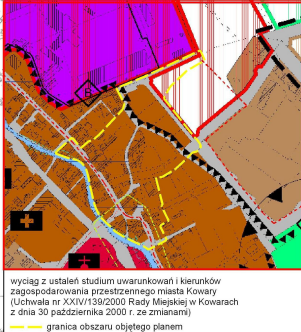 wyciąg z ustaleń studium uwarunkowań i kierunków
zagospodarowania przestrzennego miasta Kowary
(Uchwała nr XXIV/139/2000 Rady Miejskiej w Kowarach
z dnia 30 października 2000 r. ze zmianami)
granica obszaru objętego planem